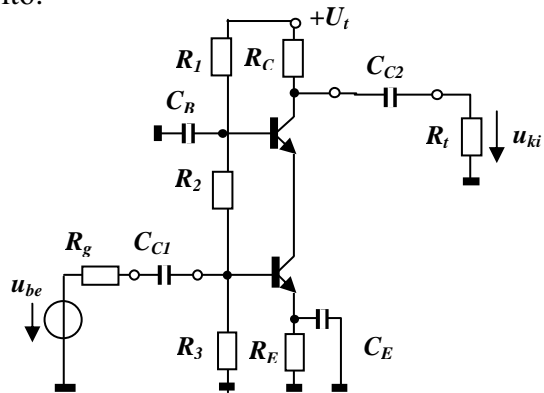 +U_t
R_1
R_C
C_C2
C_B
R_t
u_ki
R_2
R_g
C_C1
u_be
R_3
R_E
C_E